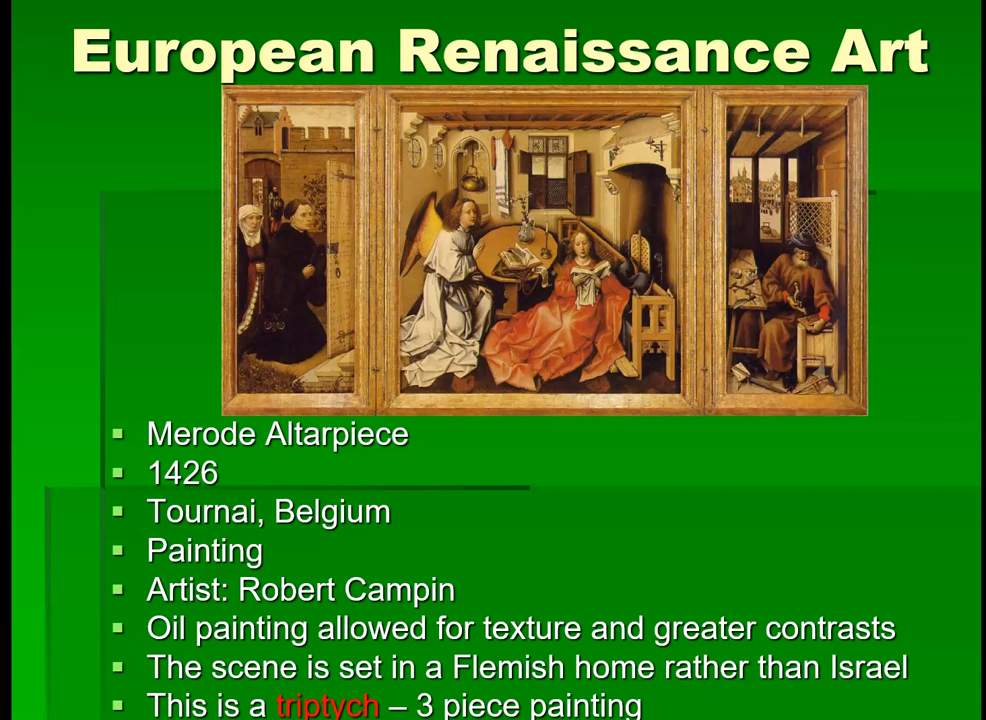 European Renaissance Art
Merode Altarpiece
1426
Tournai, Belgium
Painting
Artist: Robert Campin
Oil painting allowed for texture and greater contrasts
The scene is set in a Flemish home rather than Israel
This is a triptych – 3 piece painting